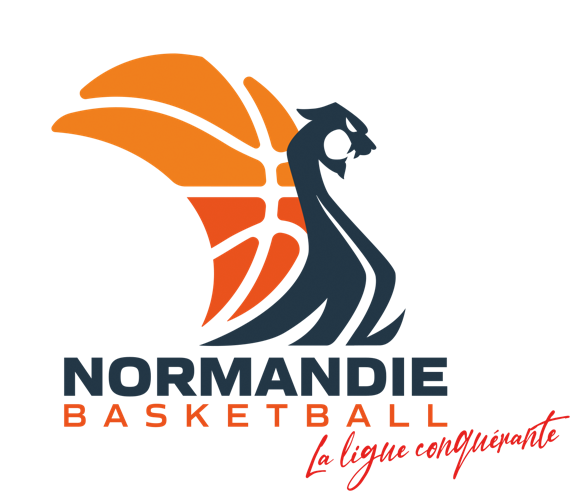 NORMANDIE
BASKETBALL
La ligue conquérante